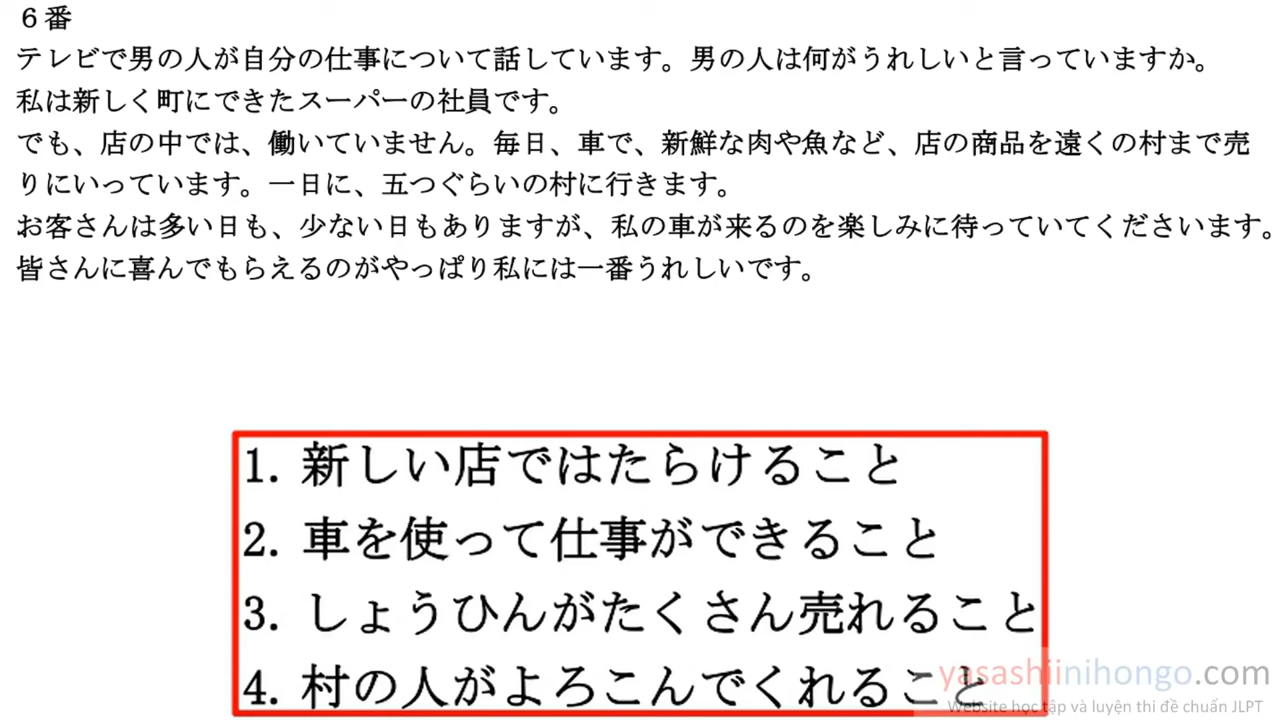 ６番
テレビで男の人が自分の仕事について話しています。男の人は何がうれしいと言っていますか。
私は新しく町にできたスーパーの社員です。
でも、店の中では、働いていません。毎日、車で、新鮮な肉や魚など、店の商品を遠くの村まで売
りにいっています。一日に、五つぐらいの村に行きます。
お客さんは多い日も、少ない日もありますが、私の車が来るのを楽しみに待っていてくださいます。
皆さんに喜んでもらえるのがやっぱり私には一番うれしいです。
1. 新しい店ではたらけること
2. 車を使って仕事ができること
3. しょうひんがたくさん売れること
4. 村の人がよろこんでくれること
yasashiinihongo.com
Website học tập và luyện thi đề chuẩn JLPT